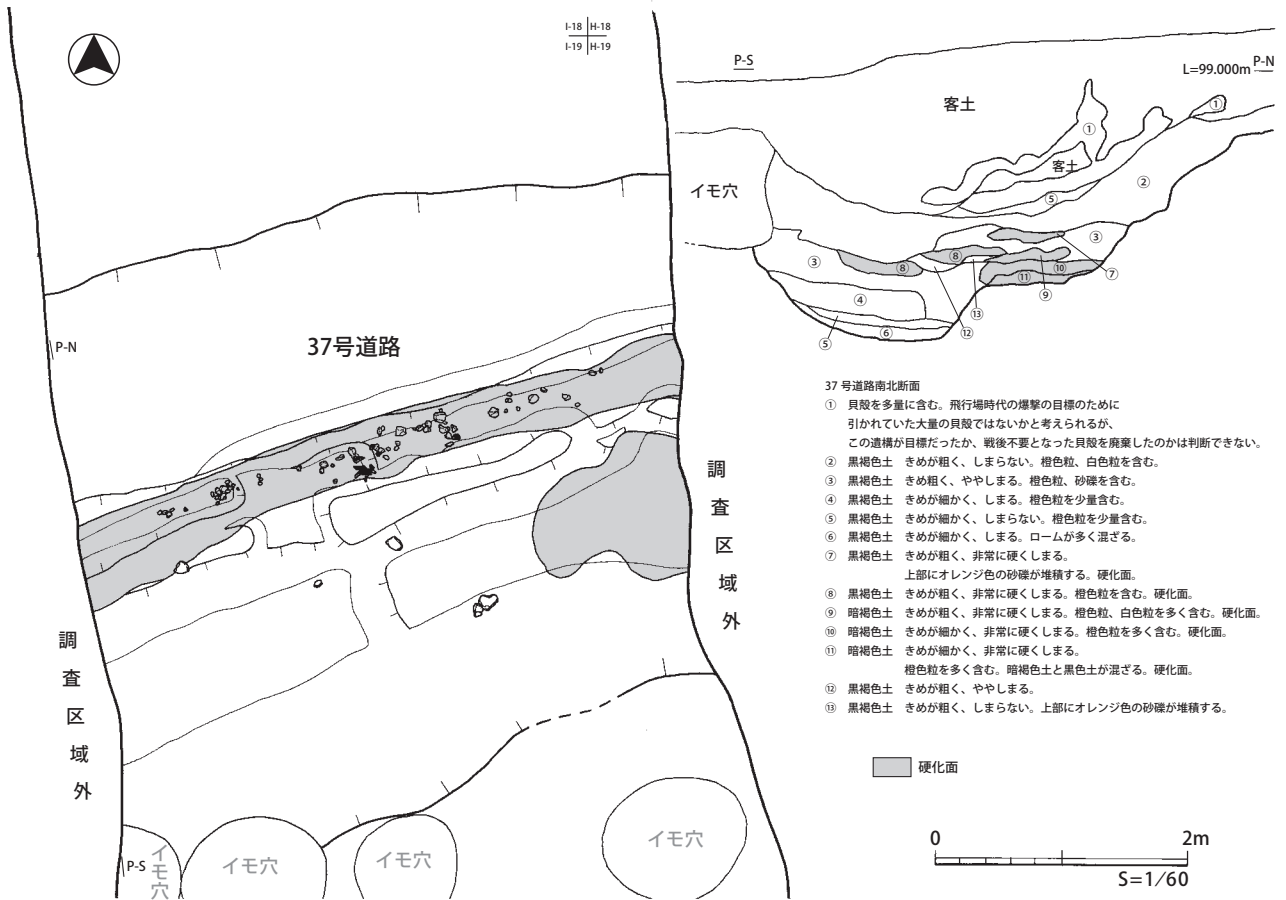 I-18 H-18
I-19 H-19
P-N
37号道路
調査区域外
調査区域外
P-S
イモ穴
イモ穴
イモ穴
イモ穴
P-S
L=99.000m
P-N
客土
①
①
客土
イモ穴
②
⑤
③
③
⑧
⑧
⑩
⑪
⑦
④
⑨
⑬
⑫
⑥
⑤
37 号道路南北断面
① 貝殻を多量に含む。飛行場時代の爆撃の目標のために
引かれていた大量の貝殻ではないかと考えられるが、
この遺構が目標だったか、戦後不要となった貝殻を廃棄したのかは判断できない。
② 黒褐色土 きめが粗く、しまらない。橙色粒、白色粒を含む。
③ 黒褐色土 きめ粗く、ややしまる。橙色粒、砂礫を含む。
④ 黒褐色土 きめが細かく、しまる。橙色粒を少量含む。
⑤ 黒褐色土 きめが細かく、しまらない。橙色粒を少量含む。
⑥ 黒褐色土 きめが細かく、しまる。ロームが多く混ざる。
⑦ 黒褐色土 きめが粗く、非常に硬くしまる。
上部にオレンジ色の砂礫が堆積する。硬化面。
⑧ 黒褐色土 きめが粗く、非常に硬くしまる。橙色粒を含む。硬化面。
⑨ 暗褐色土 きめが粗く、非常に硬くしまる。橙色粒、白色粒を多く含む。硬化面。
⑩ 暗褐色土 きめが細かく、非常に硬くしまる。橙色粒を多く含む。硬化面。
⑪ 暗褐色土 きめが細かく、非常に硬くしまる。
橙色粒を多く含む。暗褐色土と黒色土が混ざる。硬化面。
⑫ 黒褐色土 きめが粗く、ややしまる。
⑬ 黒褐色土 きめが粗く、しまらない。上部にオレンジ色の砂礫が堆積する。
硬化面
0 2m
S=1/60